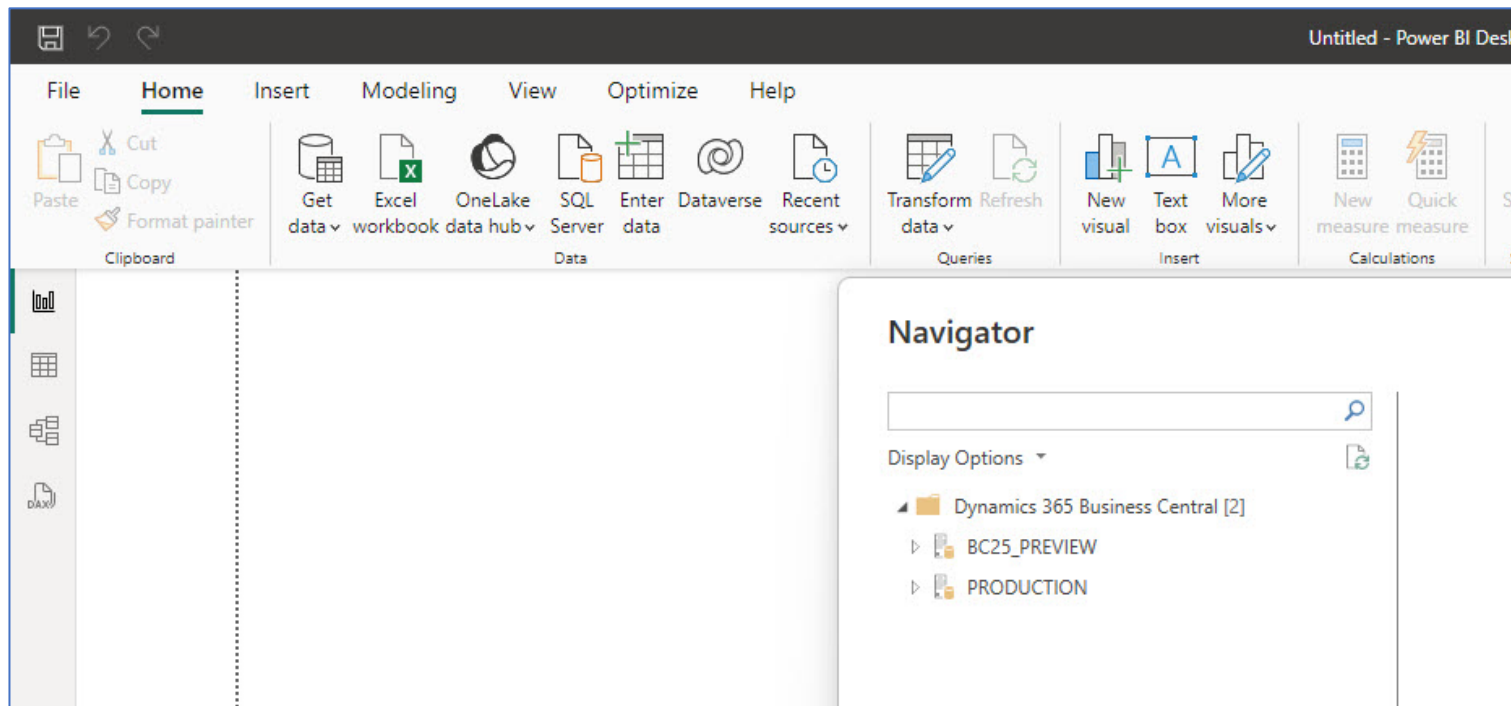 Untitled - Power BI Desk
File Home Insert Modeling View Optimize Help
Paste
Cut
Copy
Format painter
Clipboard
Get data
Excel workbook
OneLake data hub
SQL Server
Enter data
Dataverse
Recent sources
Data
Transform data
Refresh
Queries
New visual
Text box
More visuals
Insert
New measure
Quick measure
Calculations
DAX
Navigator
Display Options
Dynamics 365 Business Central [2]
BC25_PREVIEW
PRODUCTION